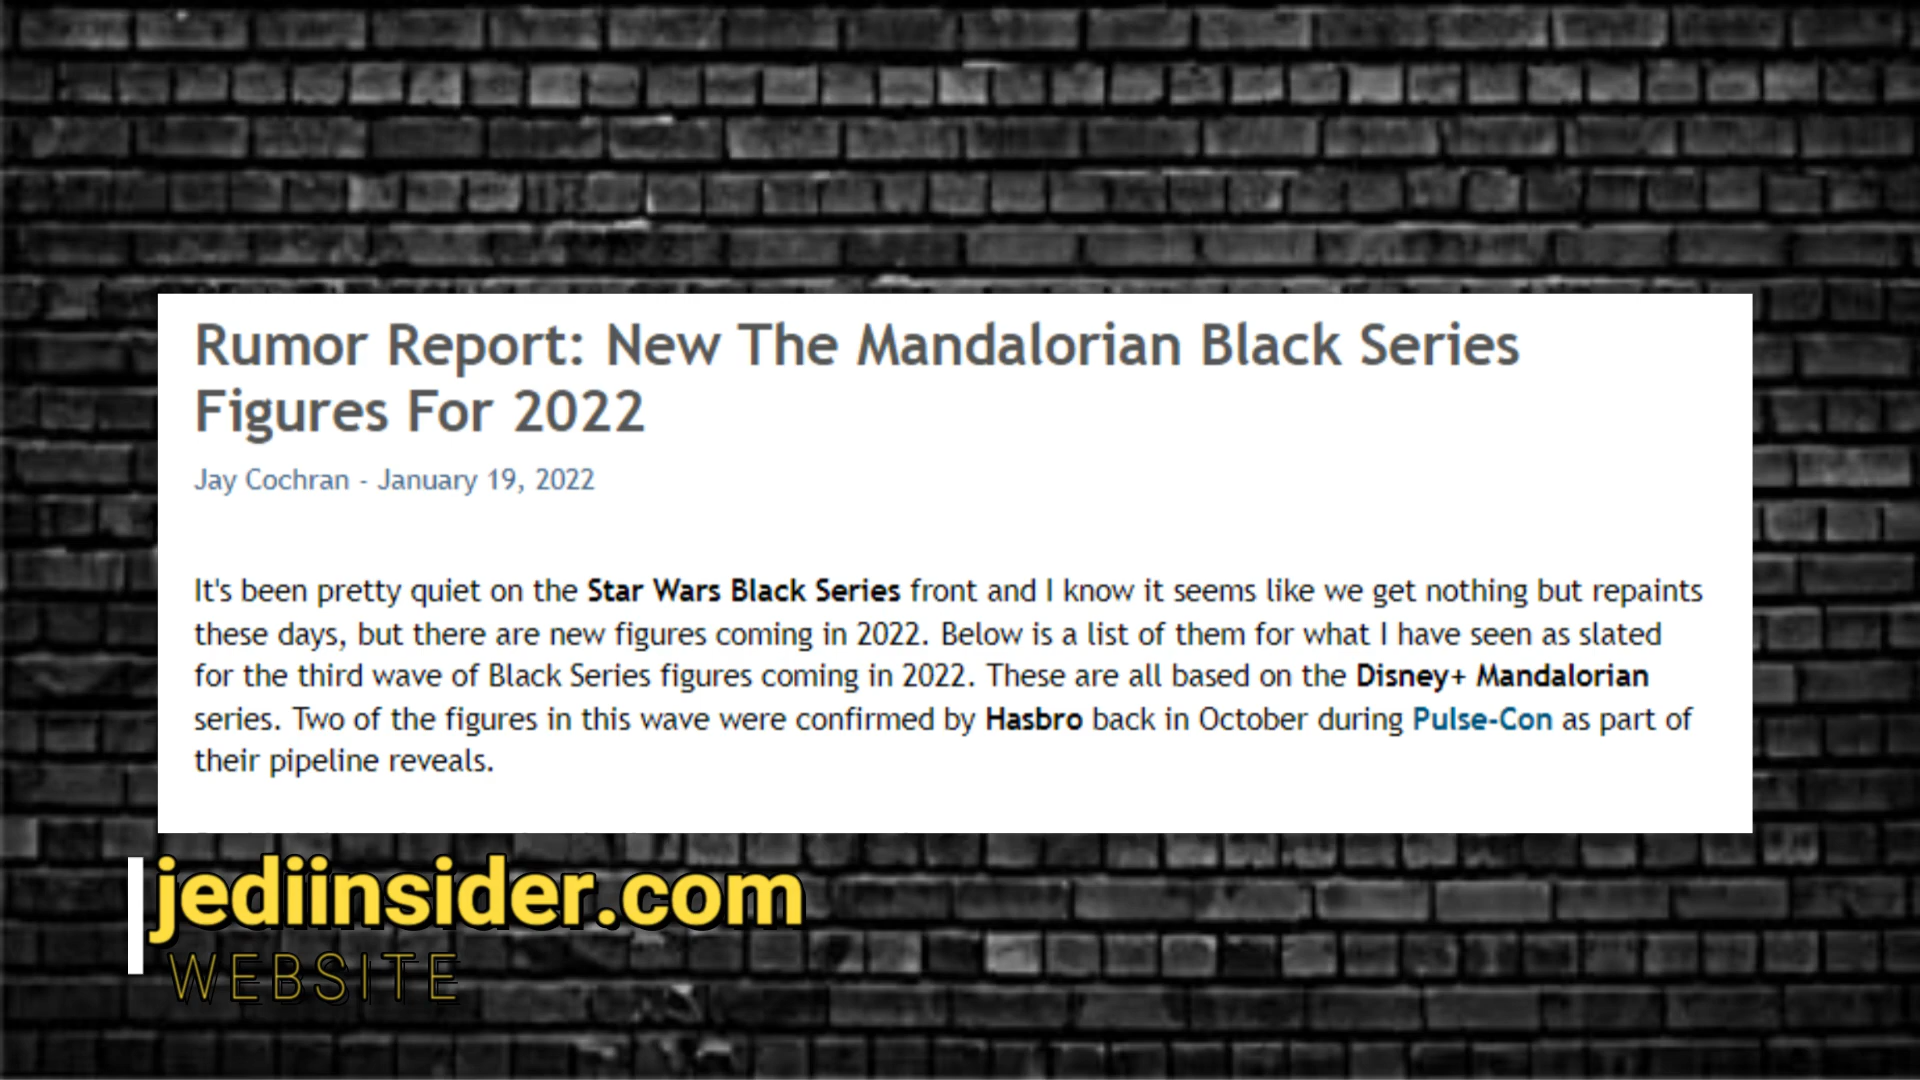 Rumor Report: New The Mandalorian Black Series
Figures For 2022
Jay Cochran - January 19, 2022
It's been pretty quiet on the Star Wars Black Series front and I know it seems like we get nothing but repaints
these days, but there are new figures coming in 2022. Below is a list of them for what I have seen as slated
for the third wave of Black Series figures coming in 2022. These are all based on the Disney+ Mandalorian
series. Two of the figures in this wave were confirmed by Hasbro back in October during Pulse-Con as part of
their pipeline reveals.
jediinsider.com
WEBSITE